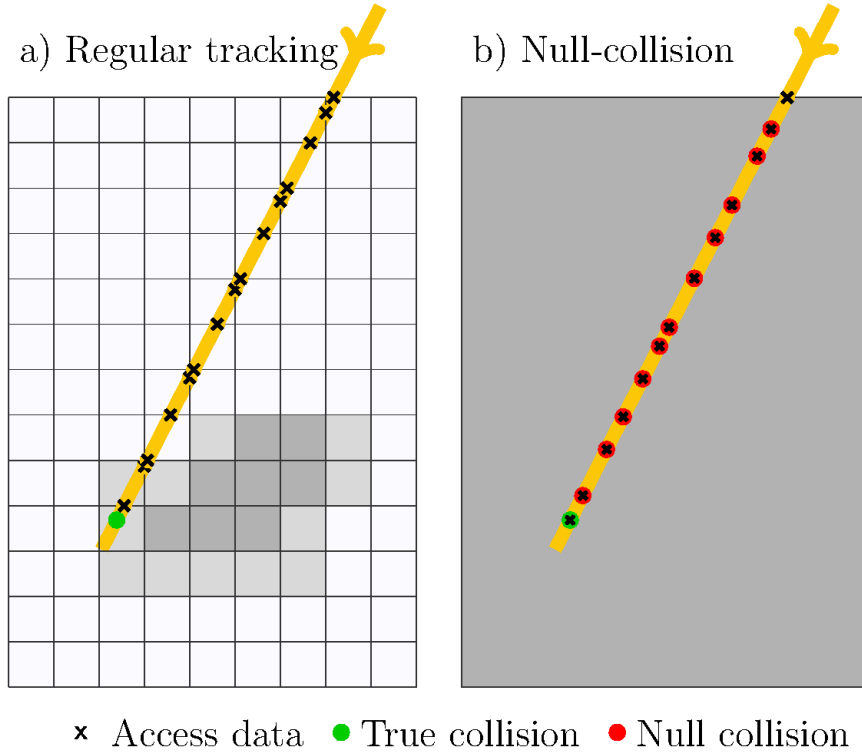 a) Regular tracking
b) Null-collision
× Access data ● True collision ● Null collision